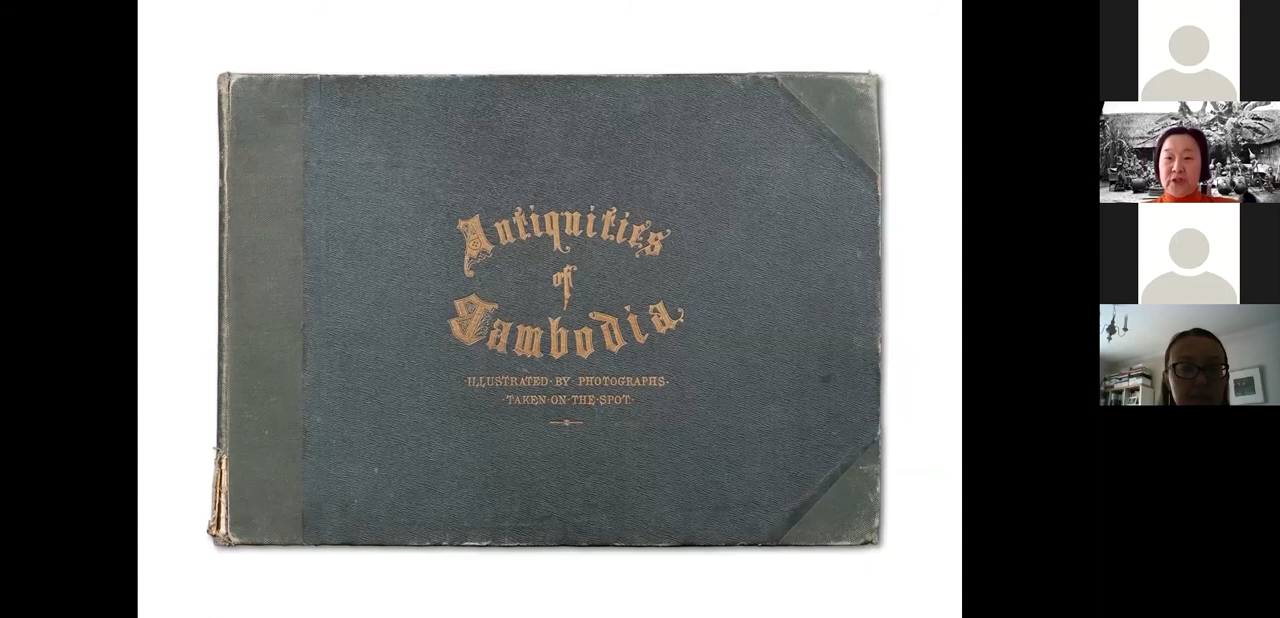 Antiquities
of
Cambodia
·ILLUSTRATED·BY PHOTOGRAPHS·
·TAKEN·ON·THE·SPOT·